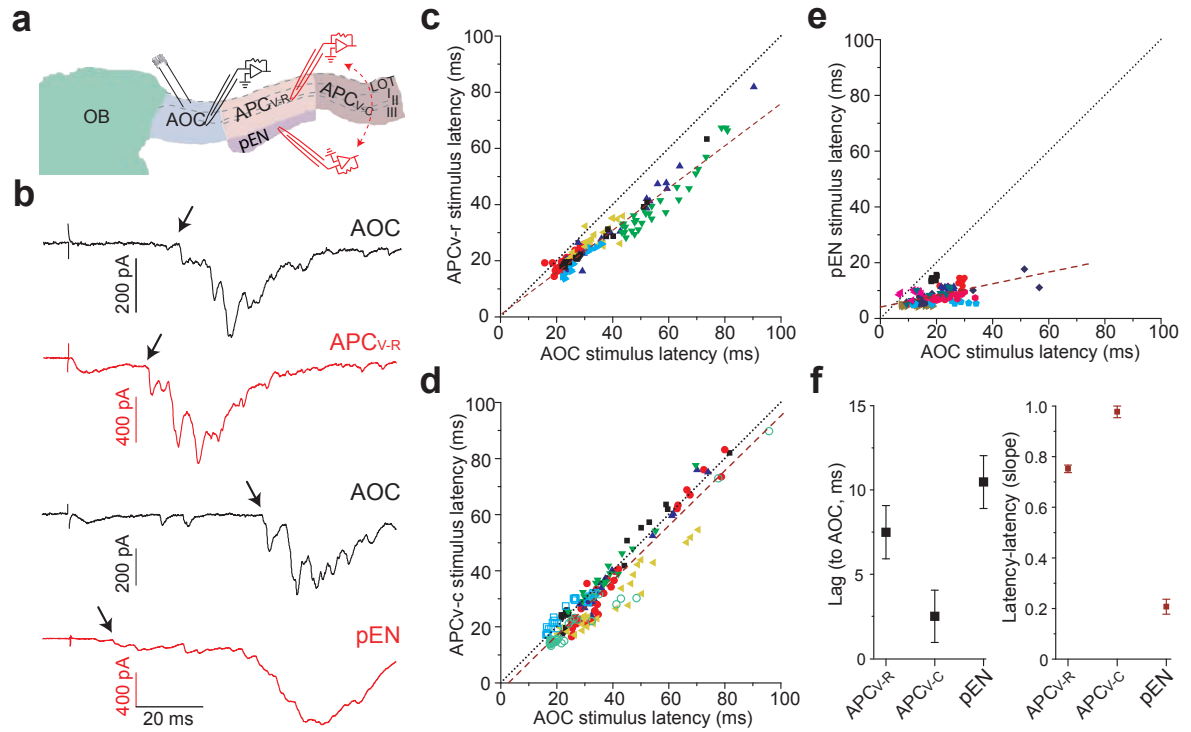 a
OB
AOC
APCV-R
APCV-C
pEN
LOT
I
II
III
b
AOC
200 pA
APCV-R
400 pA
AOC
200 pA
pEN
400 pA
20 ms
c
APCv-r stimulus latency (ms)
100
80
60
40
20
0
0 20 40 60 80 100
AOC stimulus latency (ms)
d
APCv-c stimulus latency (ms)
100
80
60
40
20
0
0 20 40 60 80 100
AOC stimulus latency (ms)
e
pEN stimulus latency (ms)
100
80
60
40
20
0
0 20 40 60 80 100
AOC stimulus latency (ms)
f
Lag (to AOC, ms)
15
10
5
0
APCV-R
APCV-C
pEN
Latency-latency (slope)
1.0
0.8
0.6
0.4
0.2
0
APCV-R
APCV-C
pEN